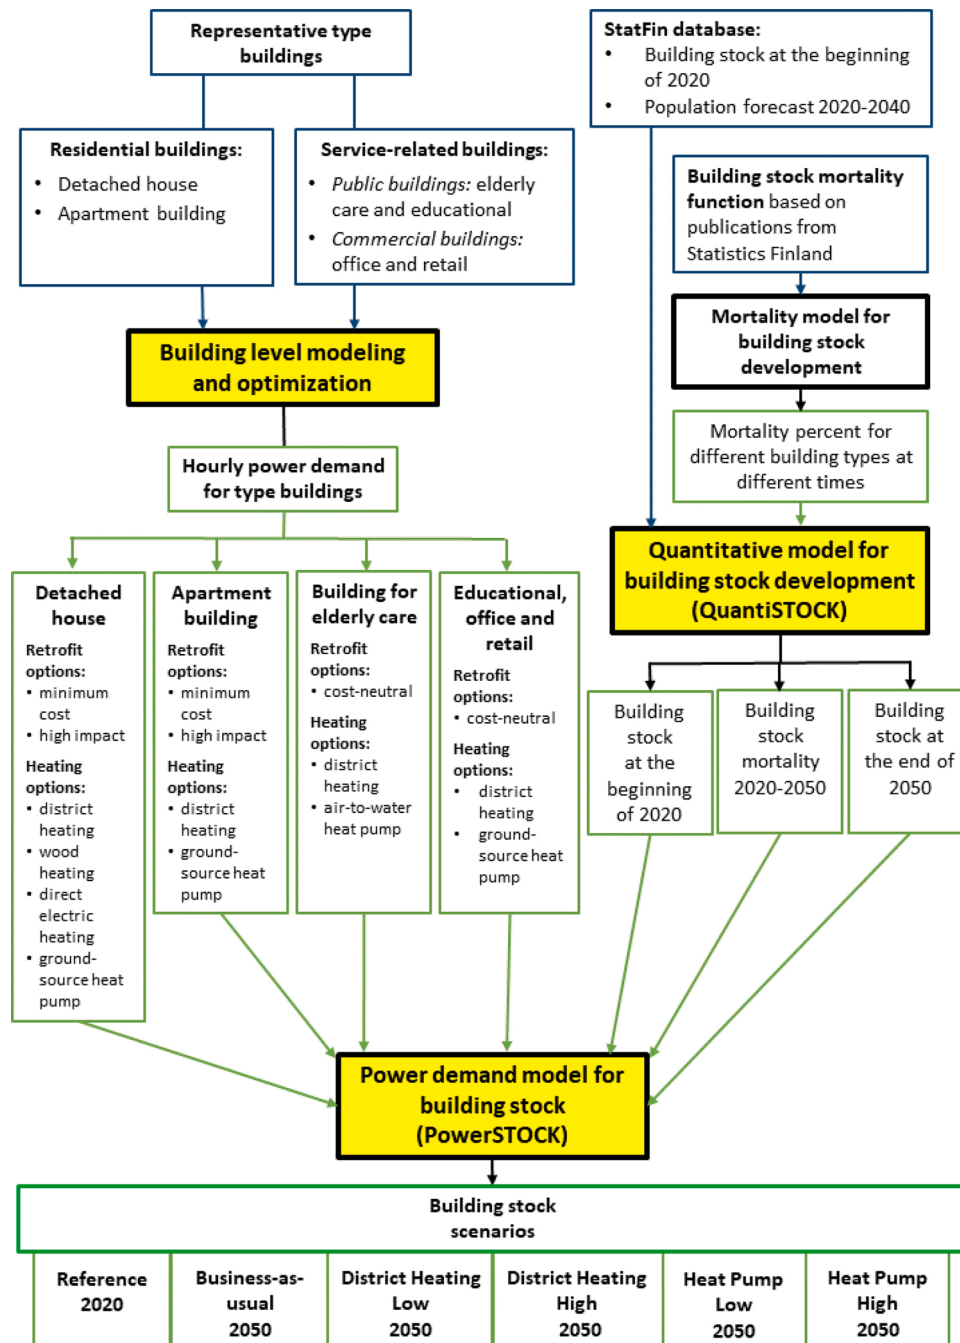 Representative type
buildings
StatFin database:
• Building stock at the beginning
of 2020
• Population forecast 2020-2040
Residential buildings:
• Detached house
• Apartment building
Service-related buildings:
• Public buildings: elderly
care and educational
• Commercial buildings:
office and retail
Building stock mortality
function based on
publications from
Statistics Finland
Building level modeling
and optimization
Mortality model for
building stock
development
Hourly power demand
for type buildings
Mortality percent for
different building types at
different times
Quantitative model for
building stock development
(QuantiSTOCK)
Detached
house
Retrofit
options:
• minimum
cost
• high impact
Heating
options:
• district
heating
• wood
heating
• direct
electric
heating
• ground-
source heat
pump
Apartment
building
Retrofit
options:
• minimum
cost
• high impact
Heating
options:
• district
heating
• ground-
source heat
pump
Building for
elderly care
Retrofit
options:
• cost-neutral
Heating
options:
• district
heating
• air-to-water
heat pump
Educational,
office and
retail
Retrofit
options:
• cost-neutral
Heating
options:
• district
heating
• ground-
source heat
pump
Building
stock
at the
beginning
of 2020
Building
stock
mortality
2020-2050
Building
stock at
the end of
2050
Power demand model for
building stock
(PowerSTOCK)
Building stock
scenarios
Reference
2020
Business-as-
usual
2050
District Heating
Low
2050
District Heating
High
2050
Heat Pump
Low
2050
Heat Pump
High
2050